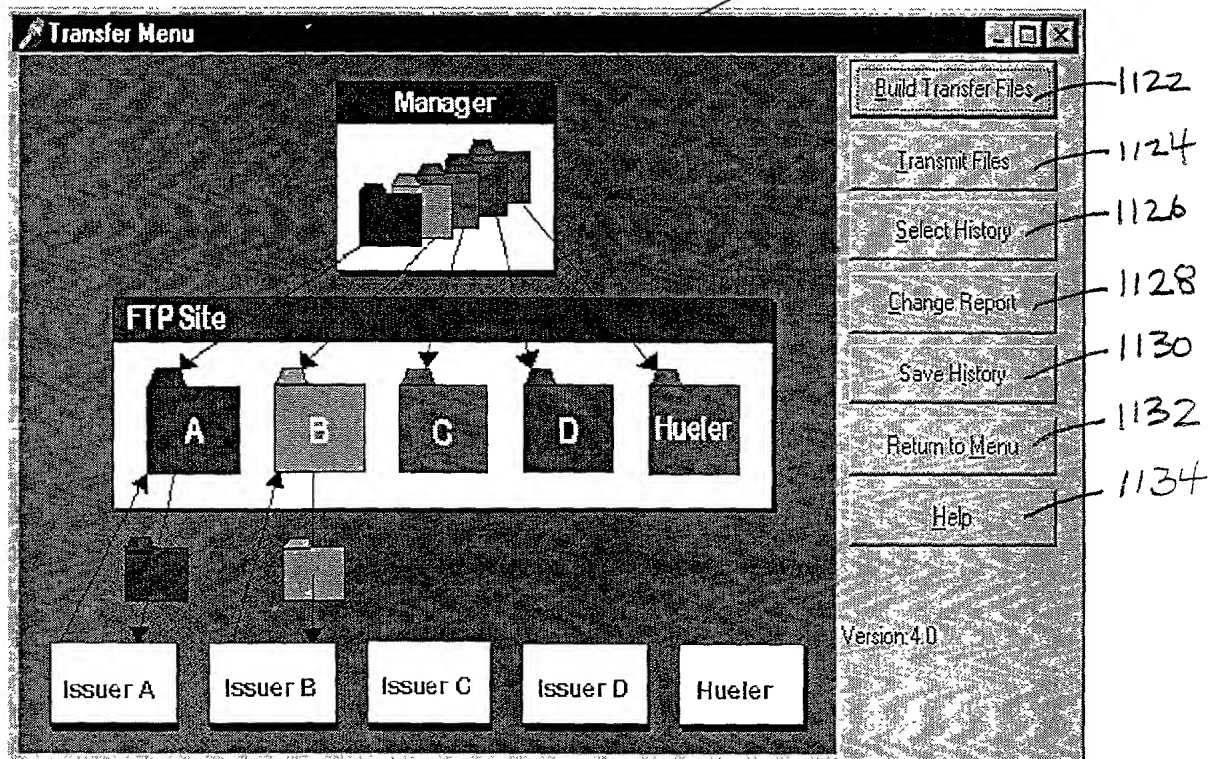 Transfer Menu
Manager
FTP Site
A B C D Hueler
Issuer A Issuer B Issuer C Issuer D Hueler
Build Transfer Files 1122
Transmit Files 1124
Select History 1126
Change Report 1128
Save History 1130
Return to Menu 1132
Help 1134
Version:4.0